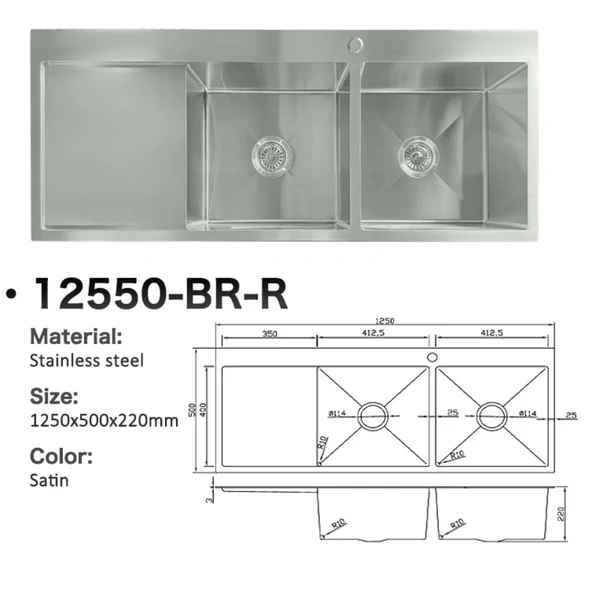 • 12550-BR-R
Material:
Stainless steel
Size:
1250x500x220mm
Color:
Satin
1250
350 412,5 412,5
500
400
Ø114 25 Ø114 25
R10 R10
3
R10 R10
220